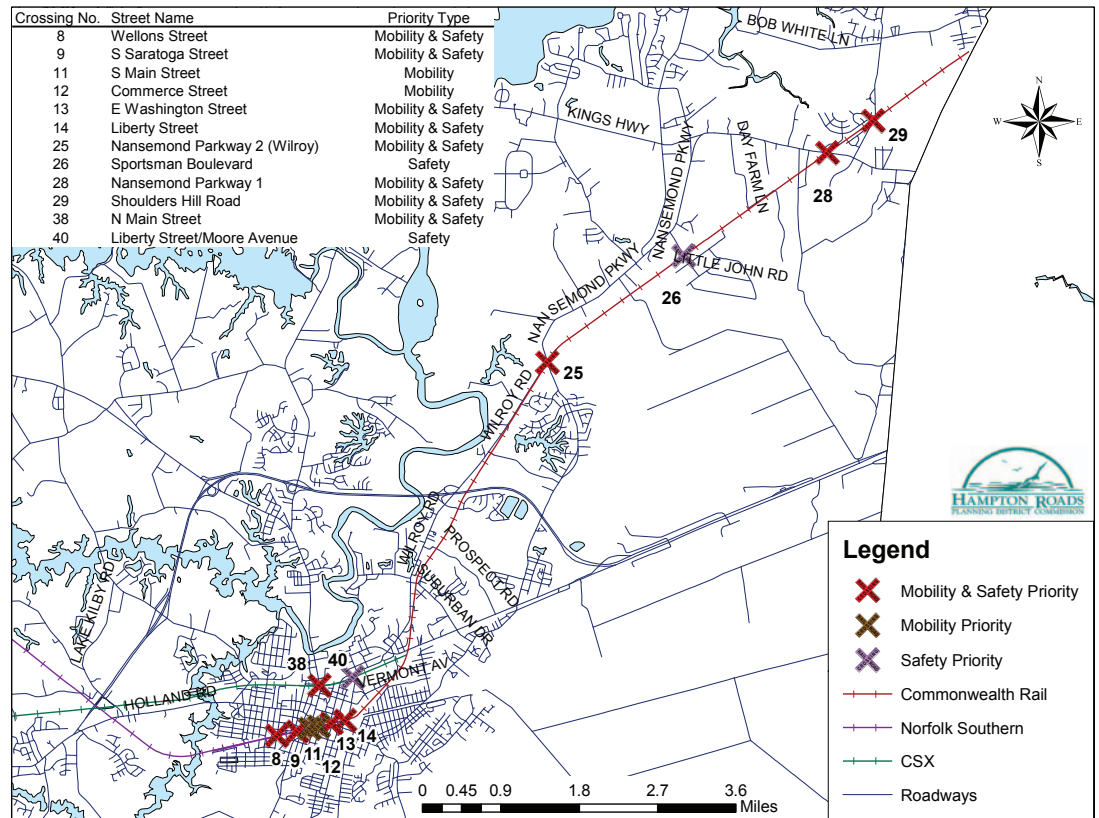 Crossing No. Street Name Priority Type
8 Wellons Street Mobility & Safety
9 S Saratoga Street Mobility & Safety
11 S Main Street Mobility
12 Commerce Street Mobility
13 E Washington Street Mobility & Safety
14 Liberty Street Mobility & Safety
25 Nansemond Parkway 2 (Wilroy) Mobility & Safety
26 Sportsman Boulevard Safety
28 Nansemond Parkway 1 Mobility & Safety
29 Shoulders Hill Road Mobility & Safety
38 N Main Street Mobility & Safety
40 Liberty Street/Moore Avenue Safety
BOB WHITE LN
KINGS HWY
NANSEMOND PKWY
DAY FARM LN
29
28
N
W E
S
LITTLE JOHN RD
26
NANSEMOND PKWY
25
WILROY RD
WILROY RD
PROSPECT RD
SUBURBAN DR
LAKE KILBY RD
HOLLAND RD
38
40
VERMONT AV
8
9
11
12
13
14
HAMPTON ROADS
PLANNING DISTRICT COMMISSION
Legend
Mobility & Safety Priority
Mobility Priority
Safety Priority
Commonwealth Rail
Norfolk Southern
CSX
Roadways
0 0.45 0.9 1.8 2.7 3.6
Miles